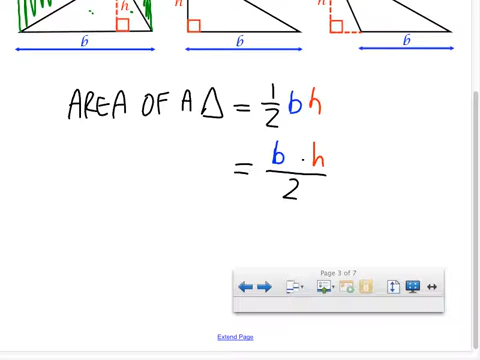 h h h
b b b
AREA OF A Δ = 1/2 b h
= b · h / 2
Page 3 of 7
Extend Page